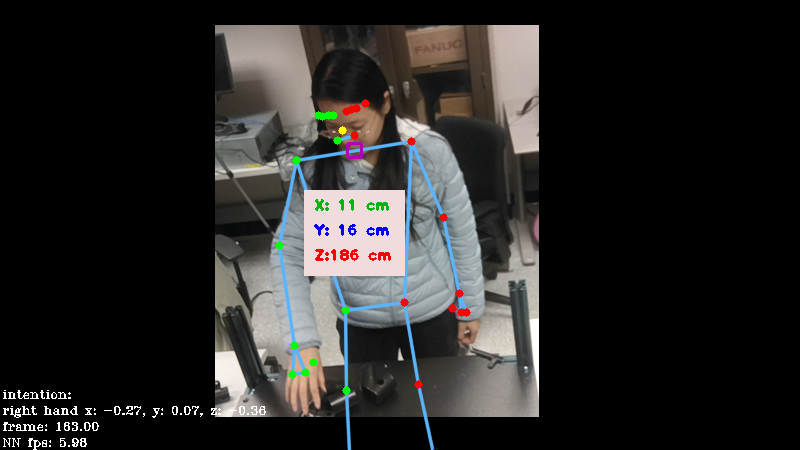 FANUC
X: 11 cm
Y: 16 cm
Z:186 cm
intention:
right hand x: -0.27, y: 0.07, z: -0.36
frame: 163.00
NN fps: 5.98